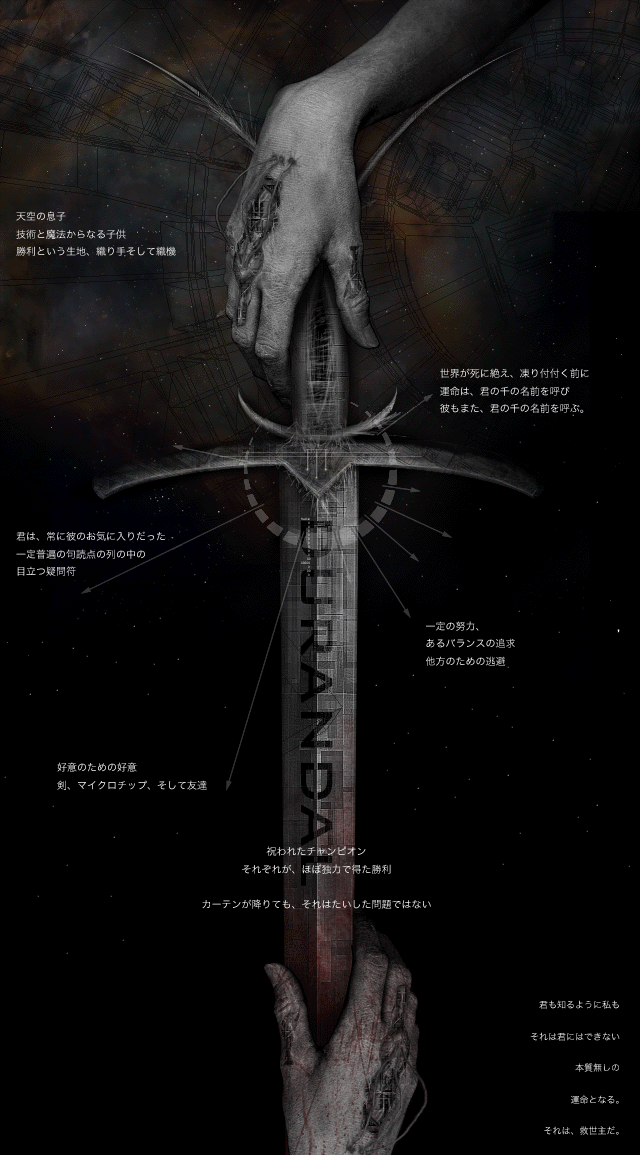 天空の息子
技術と魔法からなる子供
勝利という生地、織り手そして織機
世界が死に絶え、凍り付付く前に
運命は、君の千の名前を呼び
彼もまた、君の千の名前を呼ぶ。
君は、常に彼のお気に入りだった
一定普遍の句読点の列の中の
目立つ疑問符
DURANDAL
一定の努力、
あるバランスの追求
他方のための逃避
好意のための好意
剣、マイクロチップ、そして友達
祝われたチャンピオン
それぞれが、ほぼ独力で得た勝利
カーテンが降りても、それはたいした問題ではない
君も知るように私も
それは君にはできない
本質無しの
運命となる。
それは、救世主だ。